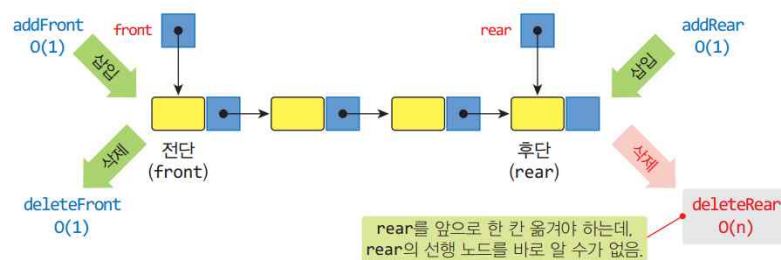 addFront
O(1)
삽입
front
rear
addRear
O(1)
삽입
삭제
전단
(front)
후단
(rear)
삭제
deleteFront
O(1)
deleteRear
O(n)
rear를 앞으로 한 칸 옮겨야 하는데,
rear의 선행 노드를 바로 알 수가 없음.